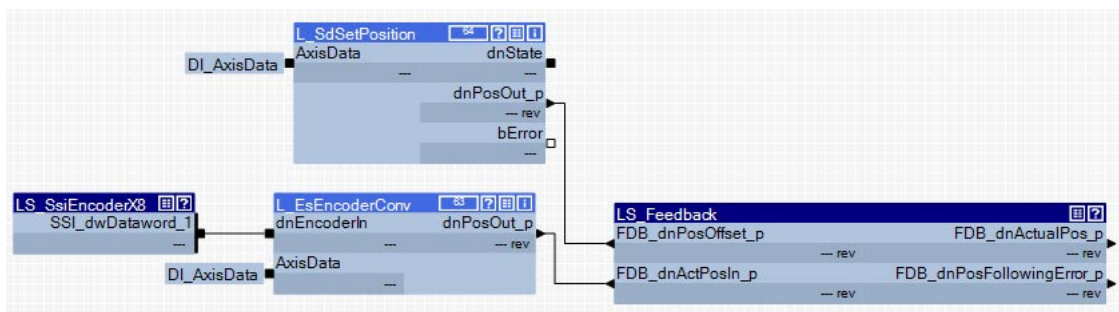 L_SdSetPosition 64 ? i
AxisData dnState
DI_AxisData
--- ---
dnPosOut_p
--- rev
bError
---
LS_SsiEncoderX8 ?
SSI_dwDataword_1
---
L_EsEncoderConv 63 ? i
dnEncoderIn dnPosOut_p
--- --- rev
DI_AxisData AxisData
---
LS_Feedback ?
FDB_dnPosOffset_p FDB_dnActualPos_p
--- rev --- rev
FDB_dnActPosIn_p FDB_dnPosFollowingError_p
--- rev --- rev